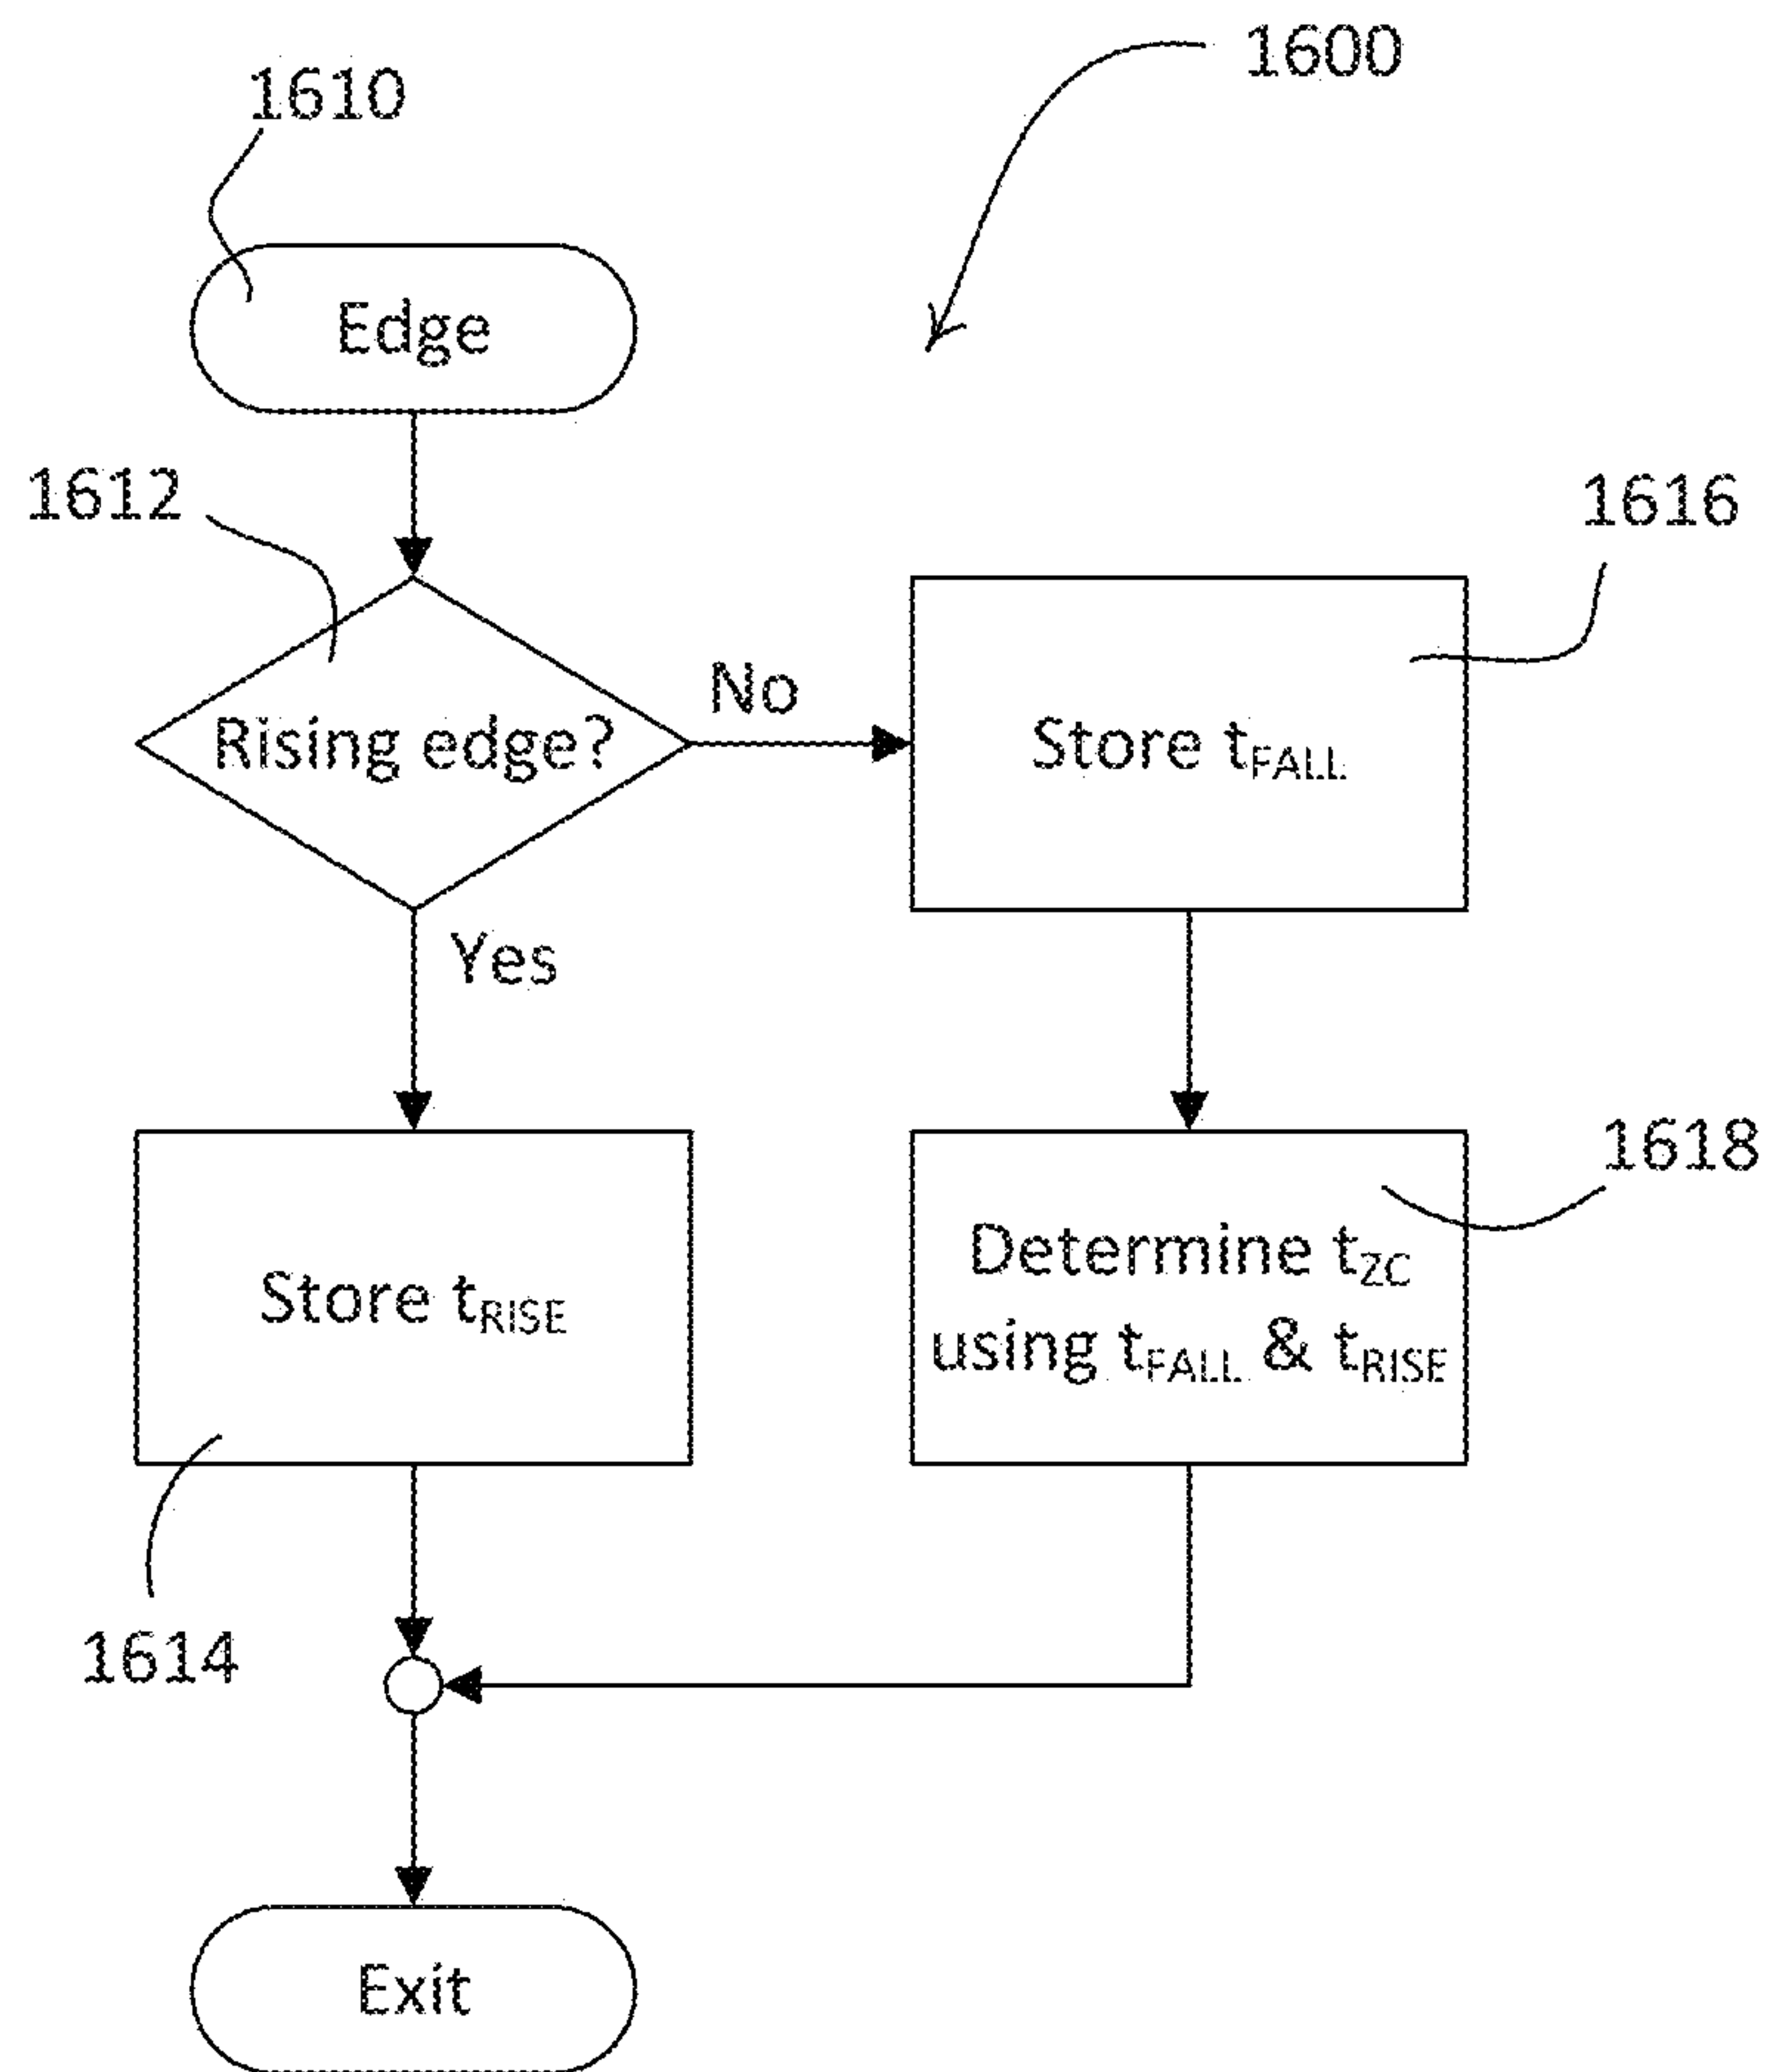 1600
1610
Edge
1612
1616
Rising edge?
No
Store tFALL
Yes
1618
Store tRISE
Determine tZC
using tFALL & tRISE
1614
Exit